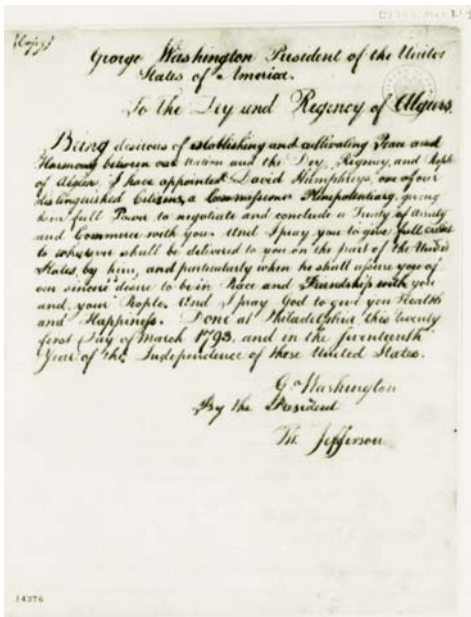 (Copy)
George Washington President of the United
States of America.
To the Dey and Regency of Algiers.
Being desirous of establishing and cultivating Peace and
Harmony between our Nation and the Dey, Regency, and People
of Algiers, I have appointed David Humphreys, one of our
distinguished Citizens, a Commissioner Plenipotentiary, giving
him full Power to negotiate and conclude a Treaty of Amity
and Commerce with you. And I pray you to give full credit
to whatever shall be delivered to you on the part of the United
States, by him, and particularly when he shall assure you of
our sincere desire to be in Peace and Friendship with you
and your People. And I pray God to give you Health
and Happiness. Done at Philadelphia this twenty
first Day of March 1793, and in the seventeenth
Year of the Independence of these United States.
Go Washington
By the President
Th: Jefferson
14376